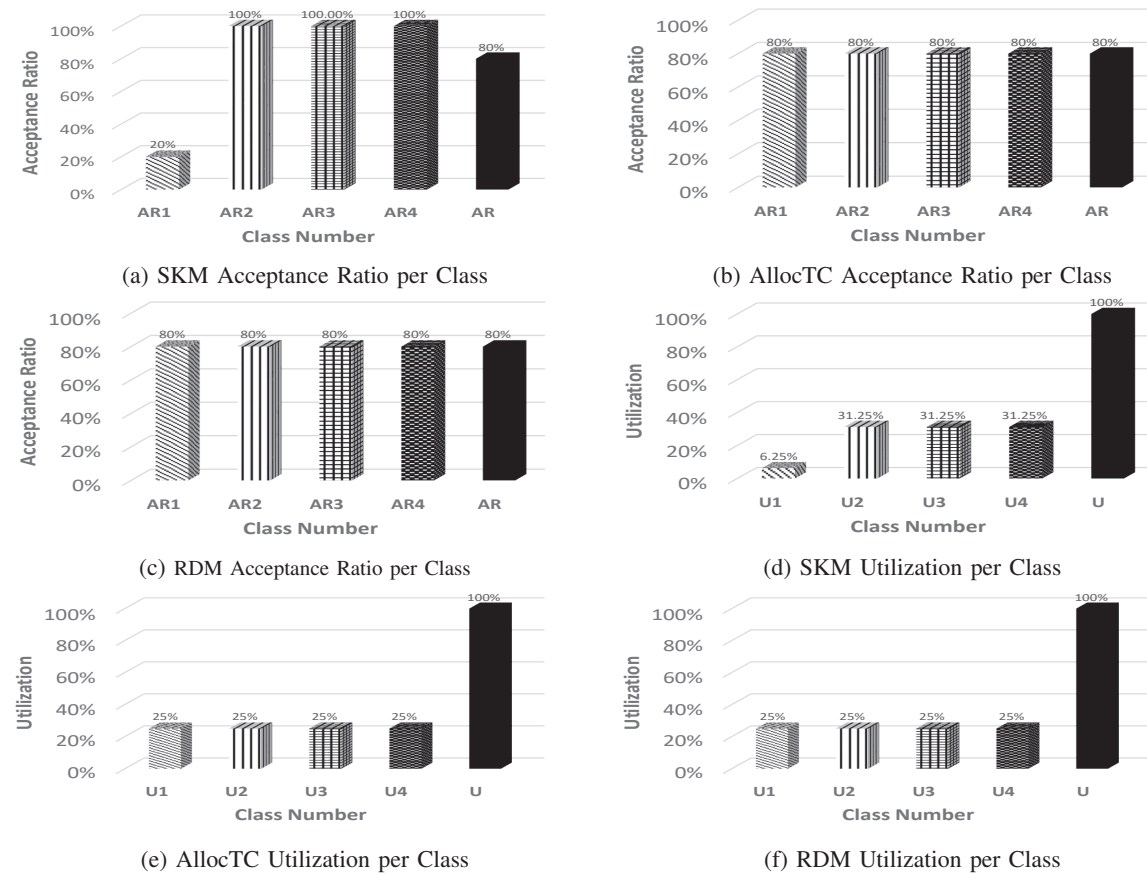 100%
80%
60%
40%
20%
0%
Acceptance Ratio
20%
100%
100.00%
100%
80%
AR1 AR2 AR3 AR4 AR
Class Number
(a) SKM Acceptance Ratio per Class
100%
80%
60%
40%
20%
0%
Acceptance Ratio
80% 80% 80% 80% 80%
AR1 AR2 AR3 AR4 AR
Class Number
(b) AllocTC Acceptance Ratio per Class
100%
80%
60%
40%
20%
0%
Acceptance Ratio
80% 80% 80% 80% 80%
AR1 AR2 AR3 AR4 AR
Class Number
(c) RDM Acceptance Ratio per Class
100%
80%
60%
40%
20%
0%
Utilization
6.25%
31.25% 31.25% 31.25%
100%
U1 U2 U3 U4 U
Class Number
(d) SKM Utilization per Class
100%
80%
60%
40%
20%
0%
Utilization
25% 25% 25% 25%
100%
U1 U2 U3 U4 U
Class Number
(e) AllocTC Utilization per Class
100%
80%
60%
40%
20%
0%
Utilization
25% 25% 25% 25%
100%
U1 U2 U3 U4 U
Class Number
(f) RDM Utilization per Class